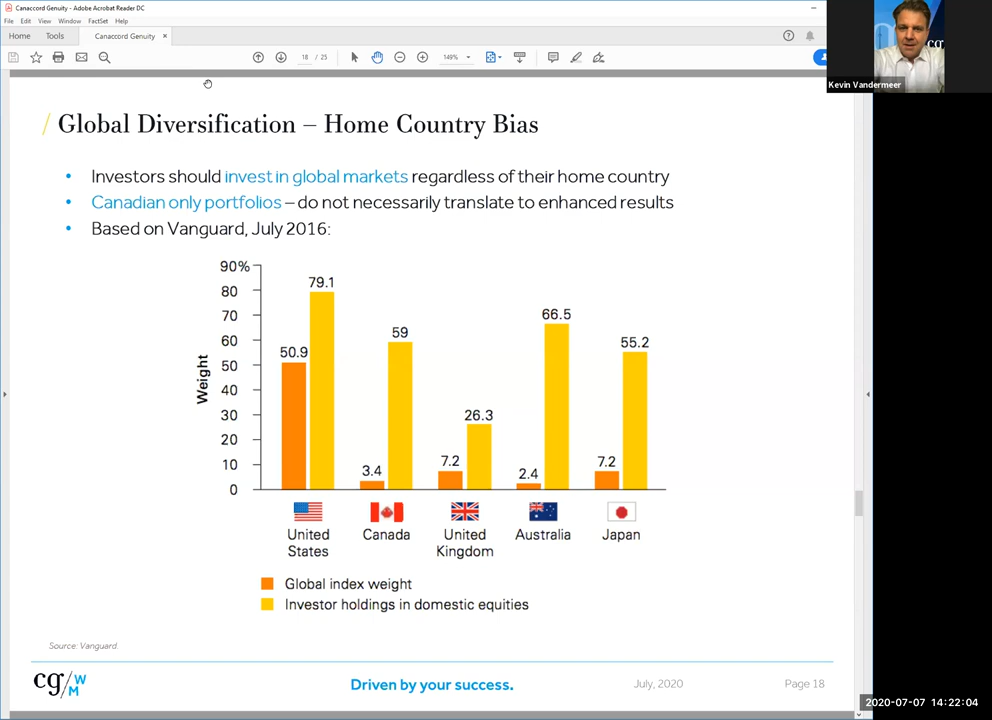 Canaccord Genuity - Adobe Acrobat Reader DC
File Edit View Window FactSet Help
Home Tools Canaccord Genuity ×
18 / 25 149%
Kevin Vandermeer
Global Diversification – Home Country Bias
• Investors should invest in global markets regardless of their home country
• Canadian only portfolios – do not necessarily translate to enhanced results
• Based on Vanguard, July 2016:
90%
80
70
60
50
40
30
20
10
0
Weight
50.9 79.1
3.4 59
7.2 26.3
2.4 66.5
7.2 55.2
United States
Canada
United Kingdom
Australia
Japan
Global index weight
Investor holdings in domestic equities
Source: Vanguard.
cg/WM
Driven by your success.
July, 2020
Page 18
2020-07-07 14:22:04